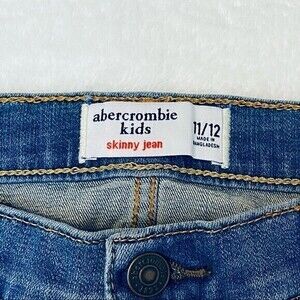 abercrombie
kids
skinny jean
11/12
MADE IN
BANGLADESH